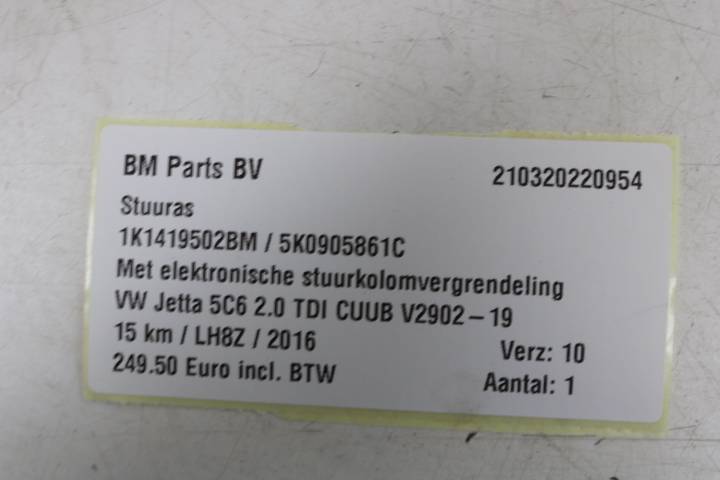 BM Parts BV 210320220954
Stuuras
1K1419502BM / 5K0905861C
Met elektronische stuurkolomvergrendeling
VW Jetta 5C6 2.0 TDI CUUB V2902-19
15 km / LH8Z / 2016 Verz: 10
249.50 Euro incl. BTW Aantal: 1